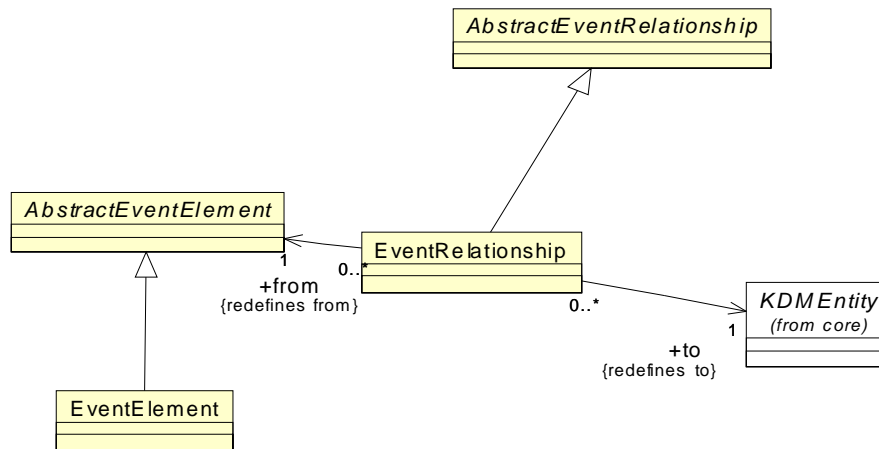 AbstractEventRelationship
AbstractEventElement
EventRelationship
1
0..*
+from
{redefines from}
0..*
KDMEntity
(from core)
1
+to
{redefines to}
EventElement